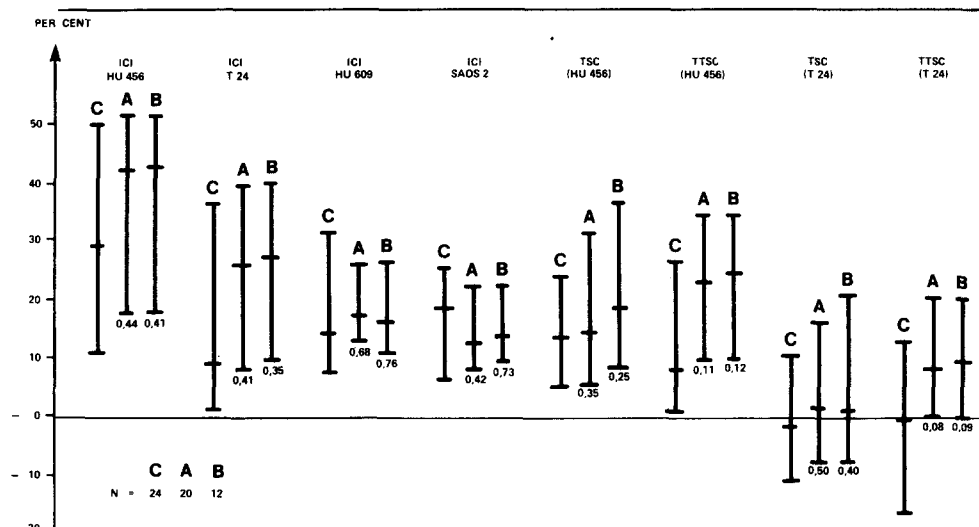 PER CENT
ICI HU 456
ICI T 24
ICI HU 609
ICI SAOS 2
TSC (HU 456)
TTSC (HU 456)
TSC (T 24)
TTSC (T 24)
50
40
30
20
10
0
– 10
C A B
0,44 0,41
C A B
0,41 0,35
C A B
0,68 0,76
C A B
0,42 0,73
C A B
0,35 0,25
C A B
0,11 0,12
C A B
0,50 0,40
C A B
0,08 0,09
C A B
N = 24 20 12